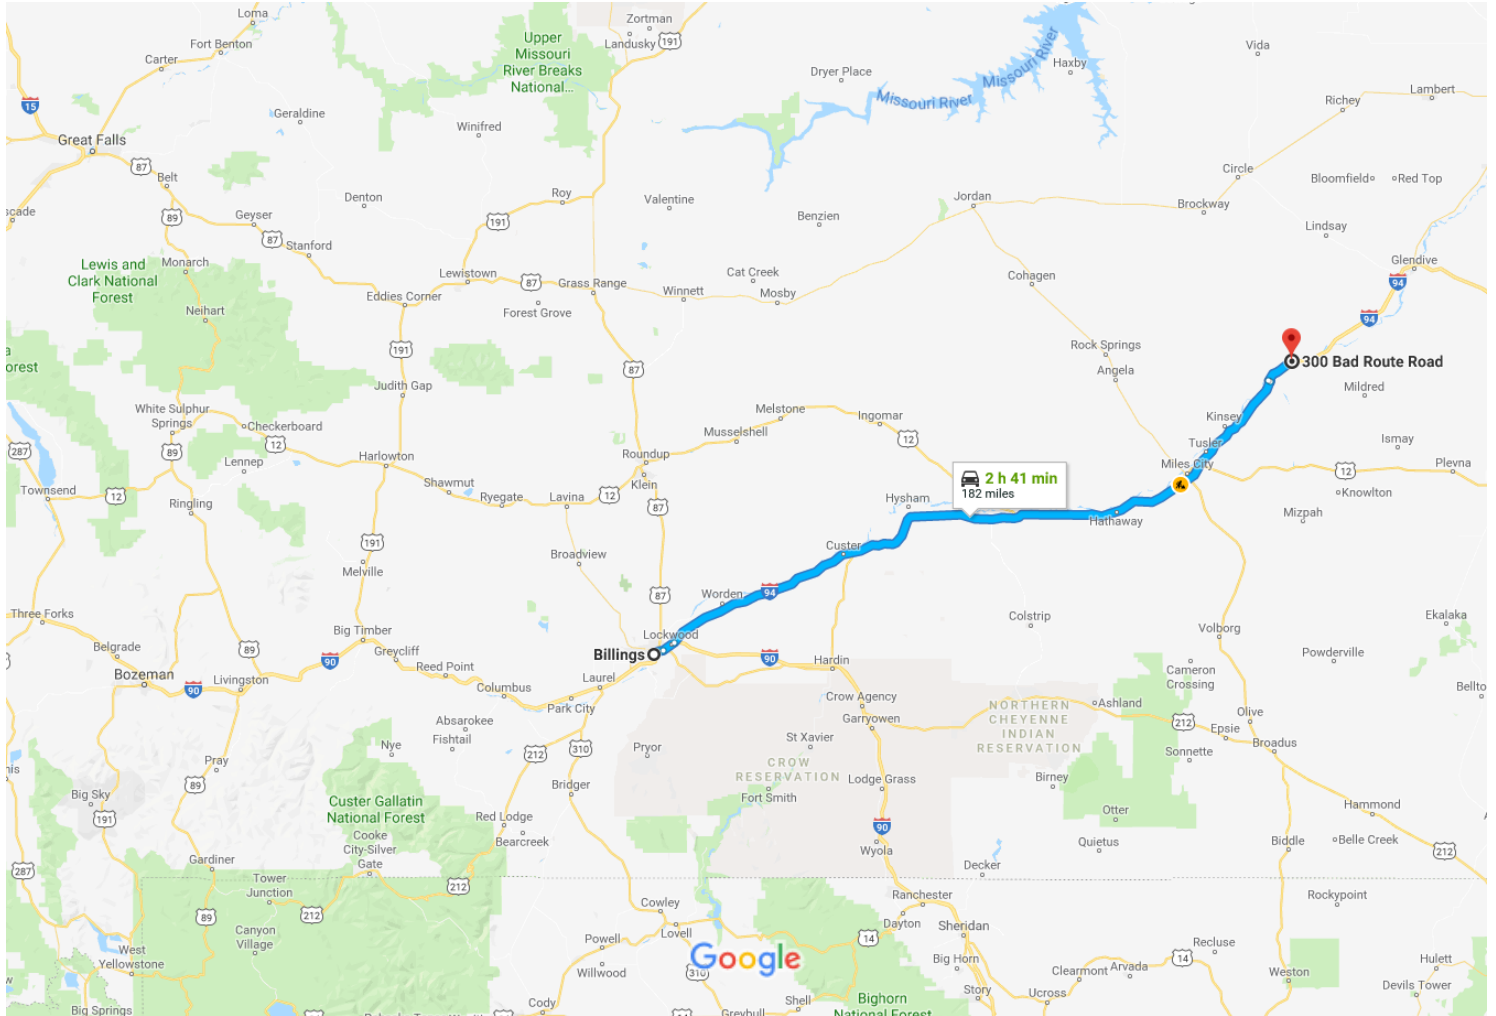 Loma
Zortman
Fort Benton
Landusky
191
Carter
Upper
Missouri
River Breaks
National...
Vida
Haxby
Missouri River
Dryer Place
Missouri River
Lambert
Richey
15
Geraldine
Winifred
Great Falls
87
Belt
Circle
Bloomfield
Red Top
Denton
Roy
Valentine
Jordan
Brockway
scade
89
Geyser
191
Benzien
Lindsay
87
Stanford
Lewis and
Clark National
Forest
Monarch
Lewistown
87
Grass Range
Cat Creek
Cohagen
Glendive
94
Eddies Corner
Winnett
Mosby
Neihart
Forest Grove
94
191
Rock Springs
orest
87
Angela
300 Bad Route Road
Mildred
Judith Gap
White Sulphur
Springs
Checkerboard
Melstone
Ingomar
Kinsey
12
Musselshell
12
Tusler
Ismay
287
89
Lennep
Harlowton
Roundup
Klein
Miles City
12
Plevna
2 h 41 min
182 miles
Townsend
12
Ringling
Shawmut
Ryegate
Lavina
12
87
Hysham
Hathaway
Knowlton
Mizpah
191
Melville
Broadview
Custer
Three Forks
87
Worden
94
Colstrip
Ekalaka
Belgrade
89
Big Timber
Lockwood
Volborg
Powderville
Bozeman
90
Livingston
90
Greycliff
Reed Point
Billings
90
Hardin
Cameron
Crossing
Columbus
Laurel
Park City
Crow Agency
Garryowen
Ashland
Bellto
NORTHERN
CHEYENNE
INDIAN
RESERVATION
212
Olive
Epsie
Broadus
Absarokee
Fishtail
Nye
212
310
Pryor
St Xavier
Sonnette
nis
Pray
89
Bridger
CROW
RESERVATION
Lodge Grass
Birney
Big Sky
191
Custer Gallatin
National Forest
Fort Smith
Otter
Hammond
Red Lodge
Bearcreek
90
Cooke
City-Silver
Gate
Wyola
Quietus
Biddle
Belle Creek
212
287
Gardiner
Tower
Junction
212
Decker
212
Ranchester
Rockypoint
89
Canyon
Village
Cowley
Lovell
Dayton
Sheridan
West
Yellowstone
Powell
Google
14
Recluse
Willwood
310
Big Horn
14
Clearmont
Arvada
Weston
Hulett
Devils Tower
Big Springs
Cody
Shell
Greybull
Bighorn
National Forest
Story
Ucross